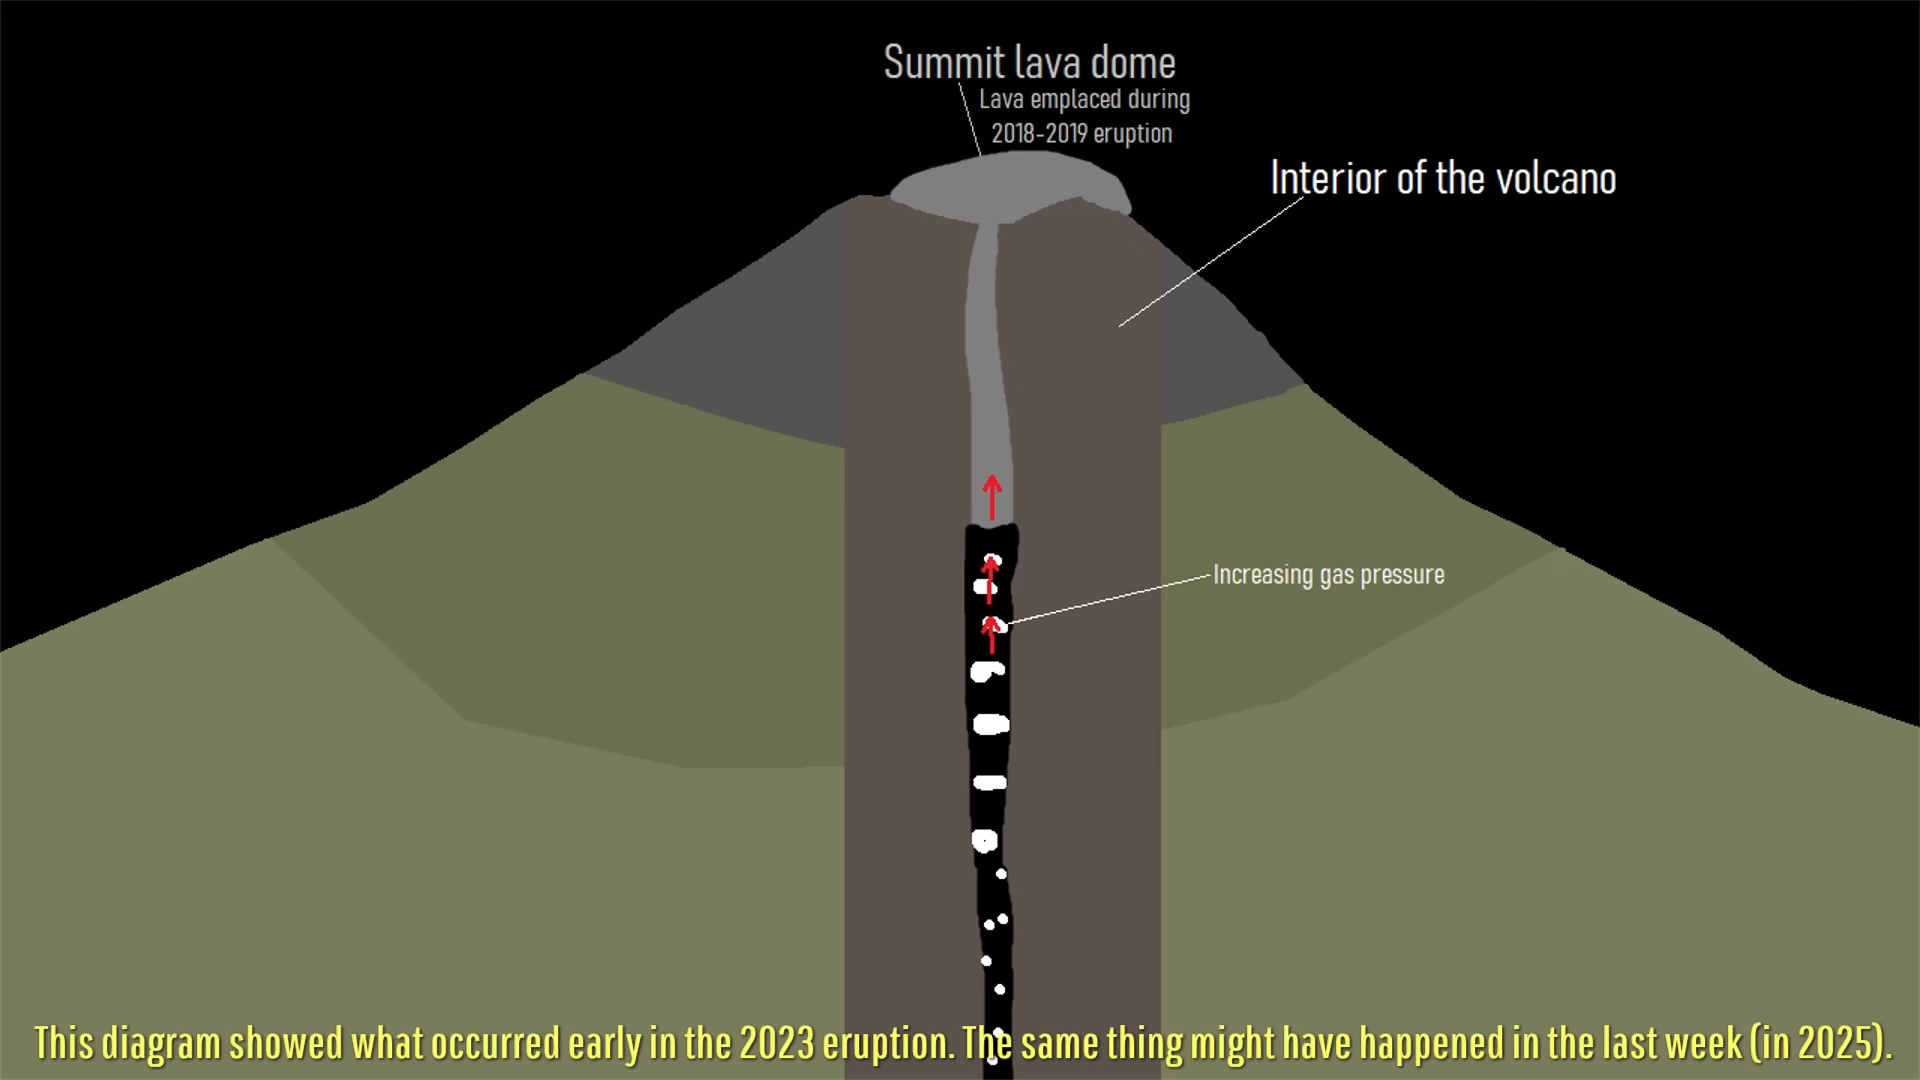 Summit lava dome
Lava emplaced during
2018-2019 eruption
Interior of the volcano
Increasing gas pressure
This diagram showed what occurred early in the 2023 eruption. The same thing might have happened in the last week (in 2025).